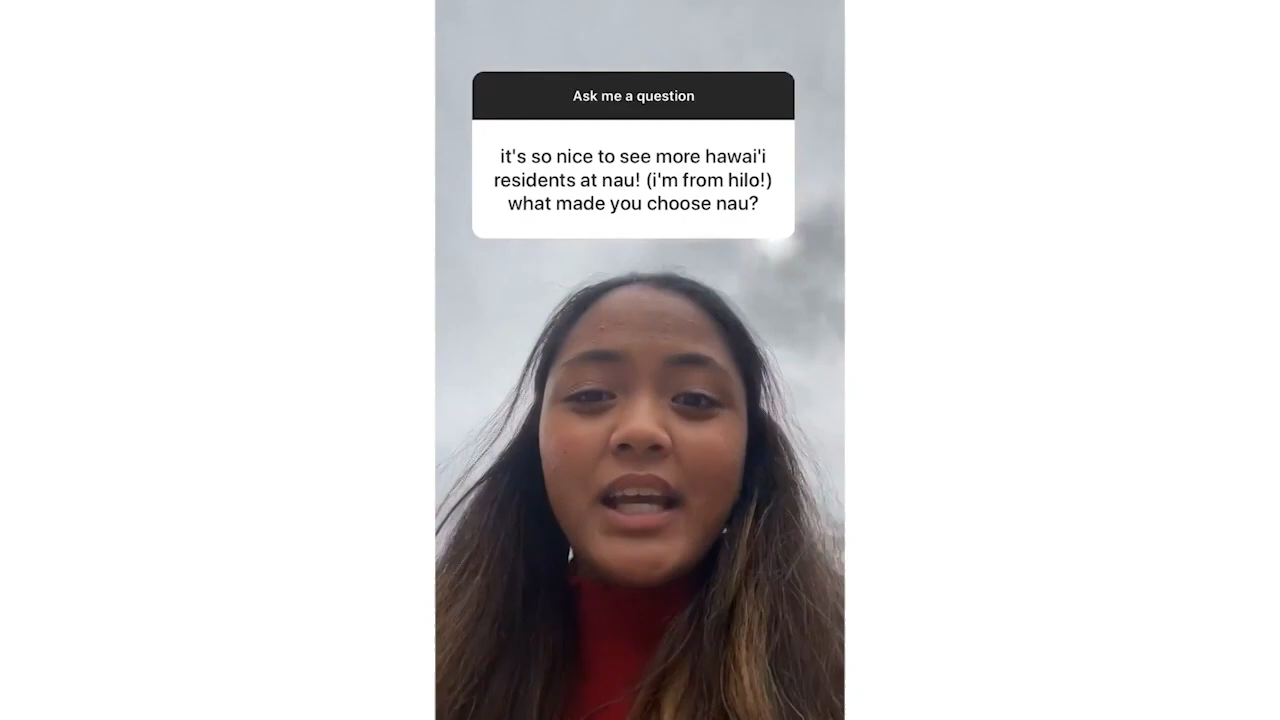 Ask me a question
it's so nice to see more hawai'i
residents at nau! (i'm from hilo!)
what made you choose nau?